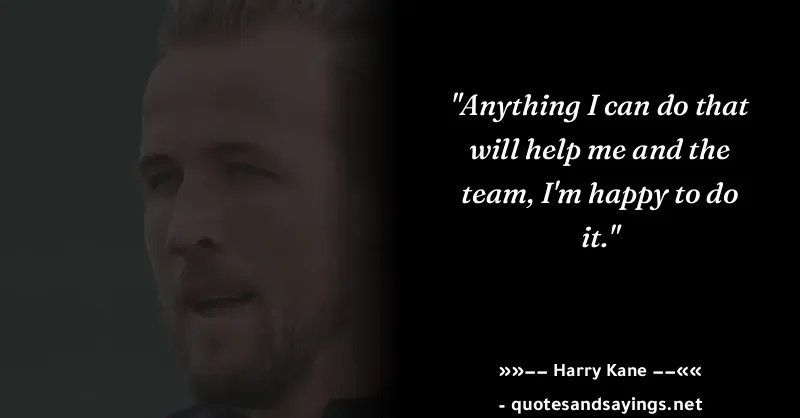 "Anything I can do that
will help me and the
team, I'm happy to do
it."
»»−− Harry Kane −−««
- quotesandsayings.net